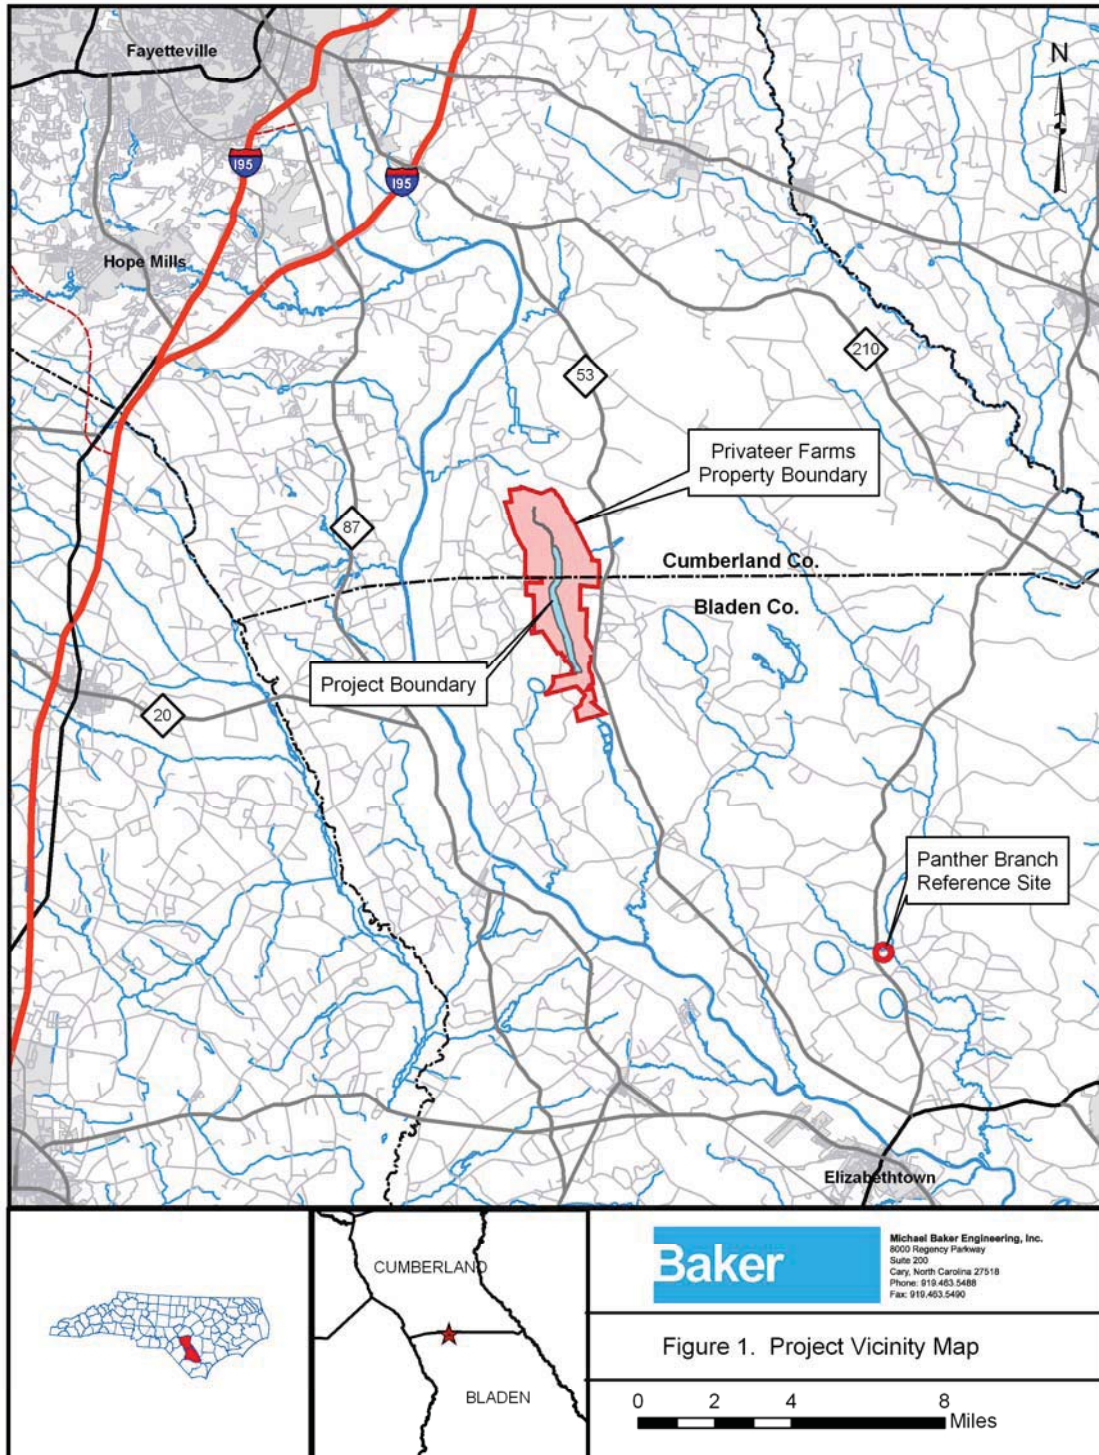 Fayetteville
N
195
195
Hope Mills
210
53
Privateer Farms
Property Boundary
87
Cumberland Co.
Bladen Co.
Project Boundary
20
Panther Branch
Reference Site
Elizabethtown
CUMBERLAND
BLADEN
Baker
Michael Baker Engineering, Inc.
8000 Regency Parkway
Suite 200
Cary, North Carolina 27518
Phone: 919.463.5488
Fax: 919.463.5490
Figure 1. Project Vicinity Map
0 2 4 8
Miles